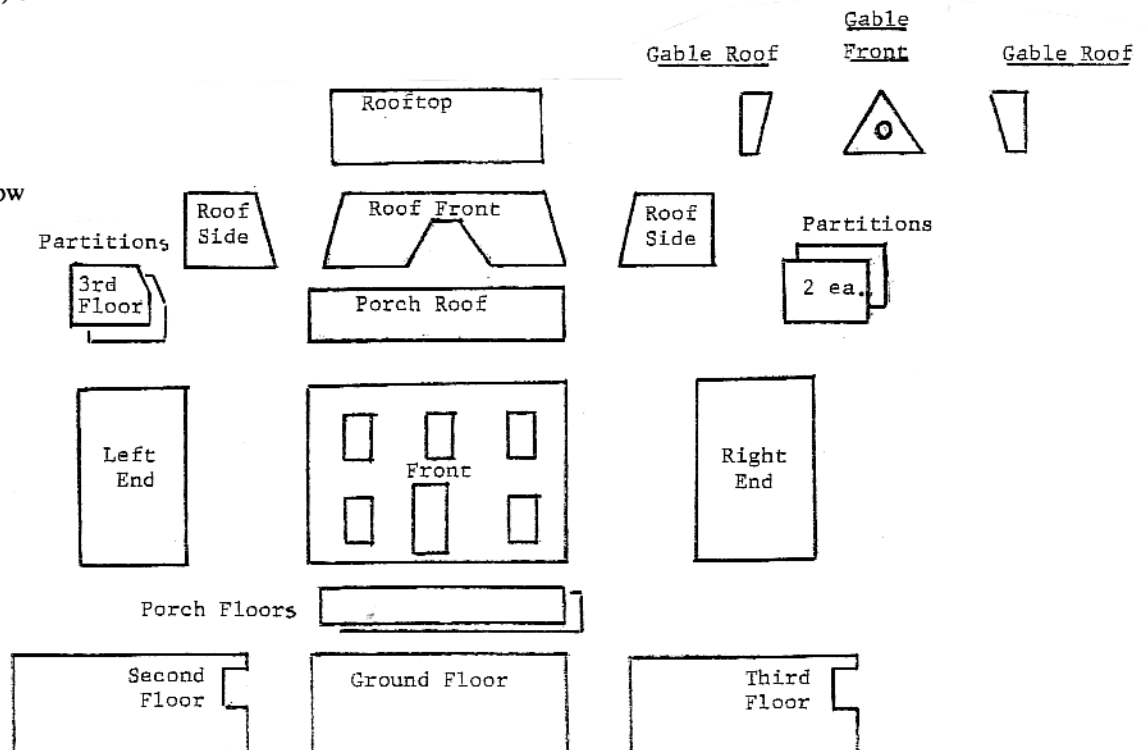 Gable
Gable Roof
Front
Gable Roof
Rooftop
Roof
Side
Roof Front
Roof
Side
Partitions
Partitions
3rd
Floor
2 ea.
Porch Roof
Left
End
Front
Right
End
Porch Floors
Second
Floor
Ground Floor
Third
Floor